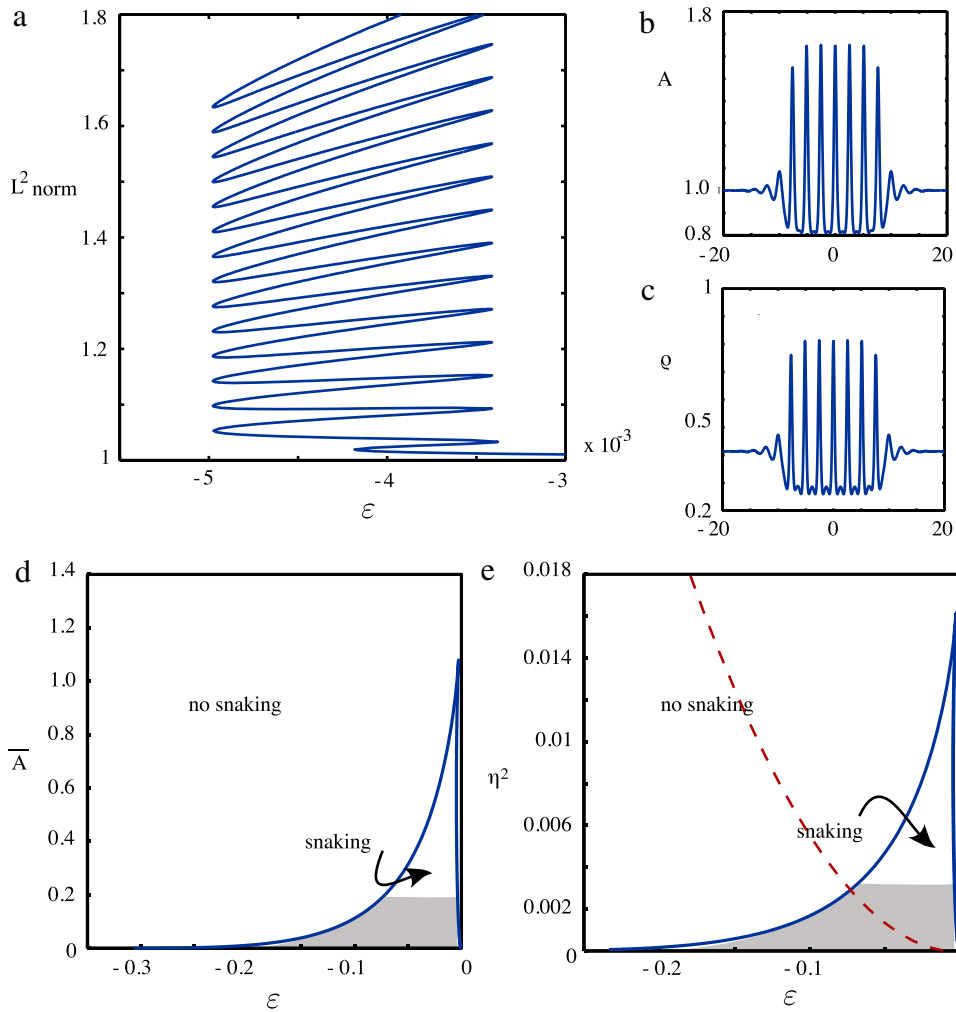 a
1.8
1.6
L² norm
1.4
1.2
1
-5
-4
-3
x 10⁻³
ε
b
1.8
A
1.0
0.8
-20
0
20
c
1
ϱ
0.5
0.2
-20
0
20
d
1.4
1.2
1.0
0.8
A̅
0.6
0.4
0.2
0
no snaking
snaking
-0.3
-0.2
-0.1
0
ε
e
0.018
0.014
η²
0.01
0.006
0.002
0
no snaking
snaking
-0.2
-0.1
ε